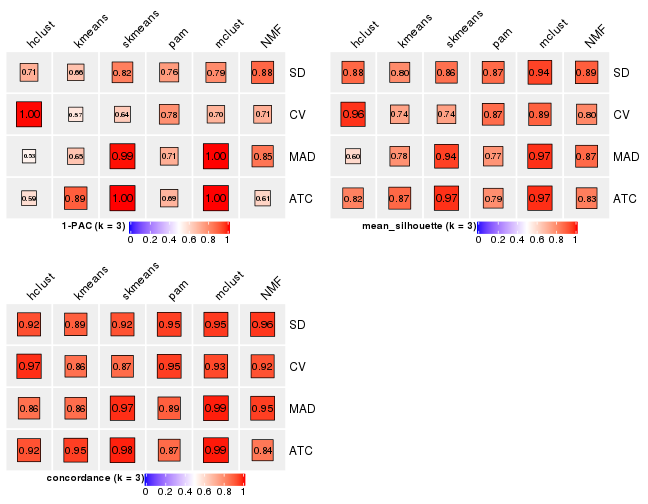 hclust kmeans skmeans pam mclust NMF
0.71 0.66 0.82 0.76 0.79 0.88 SD
1.00 0.57 0.64 0.78 0.70 0.71 CV
0.53 0.65 0.99 0.71 1.00 0.85 MAD
0.59 0.89 1.00 0.69 1.00 0.61 ATC
1-PAC (k = 3)
0 0.2 0.4 0.6 0.8 1
hclust kmeans skmeans pam mclust NMF
0.88 0.80 0.86 0.87 0.94 0.89 SD
0.96 0.74 0.74 0.87 0.89 0.80 CV
0.60 0.78 0.94 0.77 0.97 0.87 MAD
0.82 0.87 0.97 0.79 0.97 0.83 ATC
mean_silhouette (k = 3)
0 0.2 0.4 0.6 0.8 1
hclust kmeans skmeans pam mclust NMF
0.92 0.89 0.92 0.95 0.95 0.96 SD
0.97 0.86 0.87 0.95 0.93 0.92 CV
0.86 0.86 0.97 0.89 0.99 0.95 MAD
0.92 0.95 0.98 0.87 0.99 0.84 ATC
concordance (k = 3)
0 0.2 0.4 0.6 0.8 1